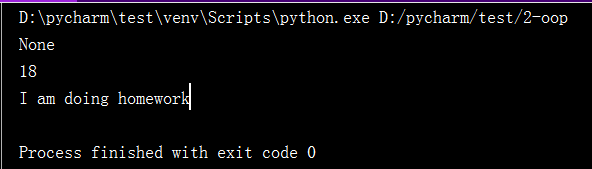 D:\pycharm\test\venv\Scripts\python.exe D:/pycharm/test/2-oop
None
18
I am doing homework
Process finished with exit code 0